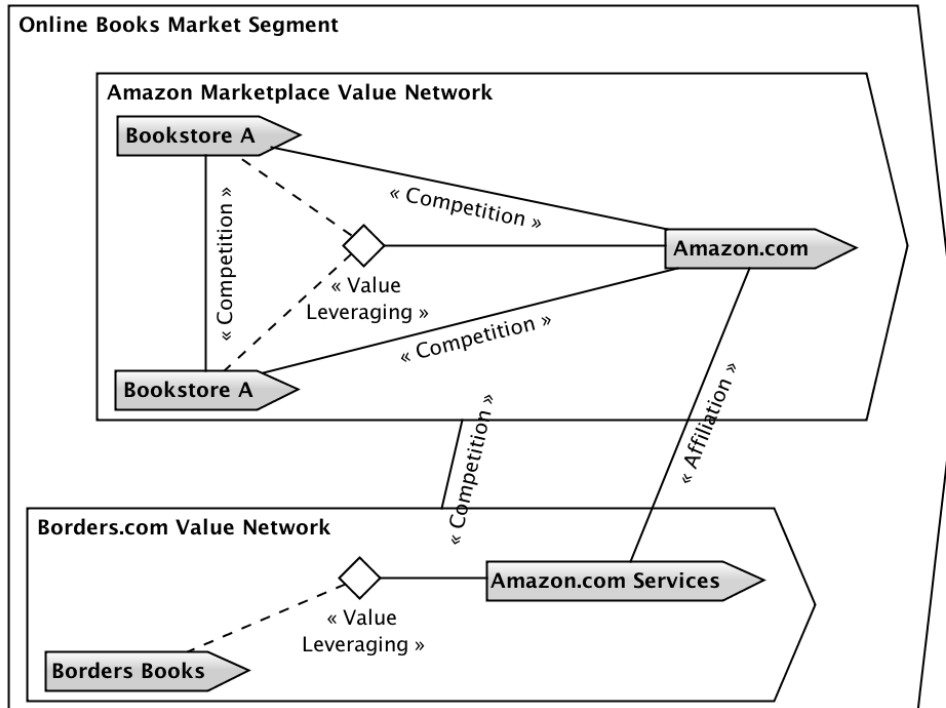 Online Books Market Segment
Amazon Marketplace Value Network
Bookstore A
« Competition »
« Competition »
Amazon.com
« Value
Leveraging »
« Competition »
Bookstore A
« Competition »
« Affiliation »
Borders.com Value Network
Amazon.com Services
« Value
Leveraging »
Borders Books